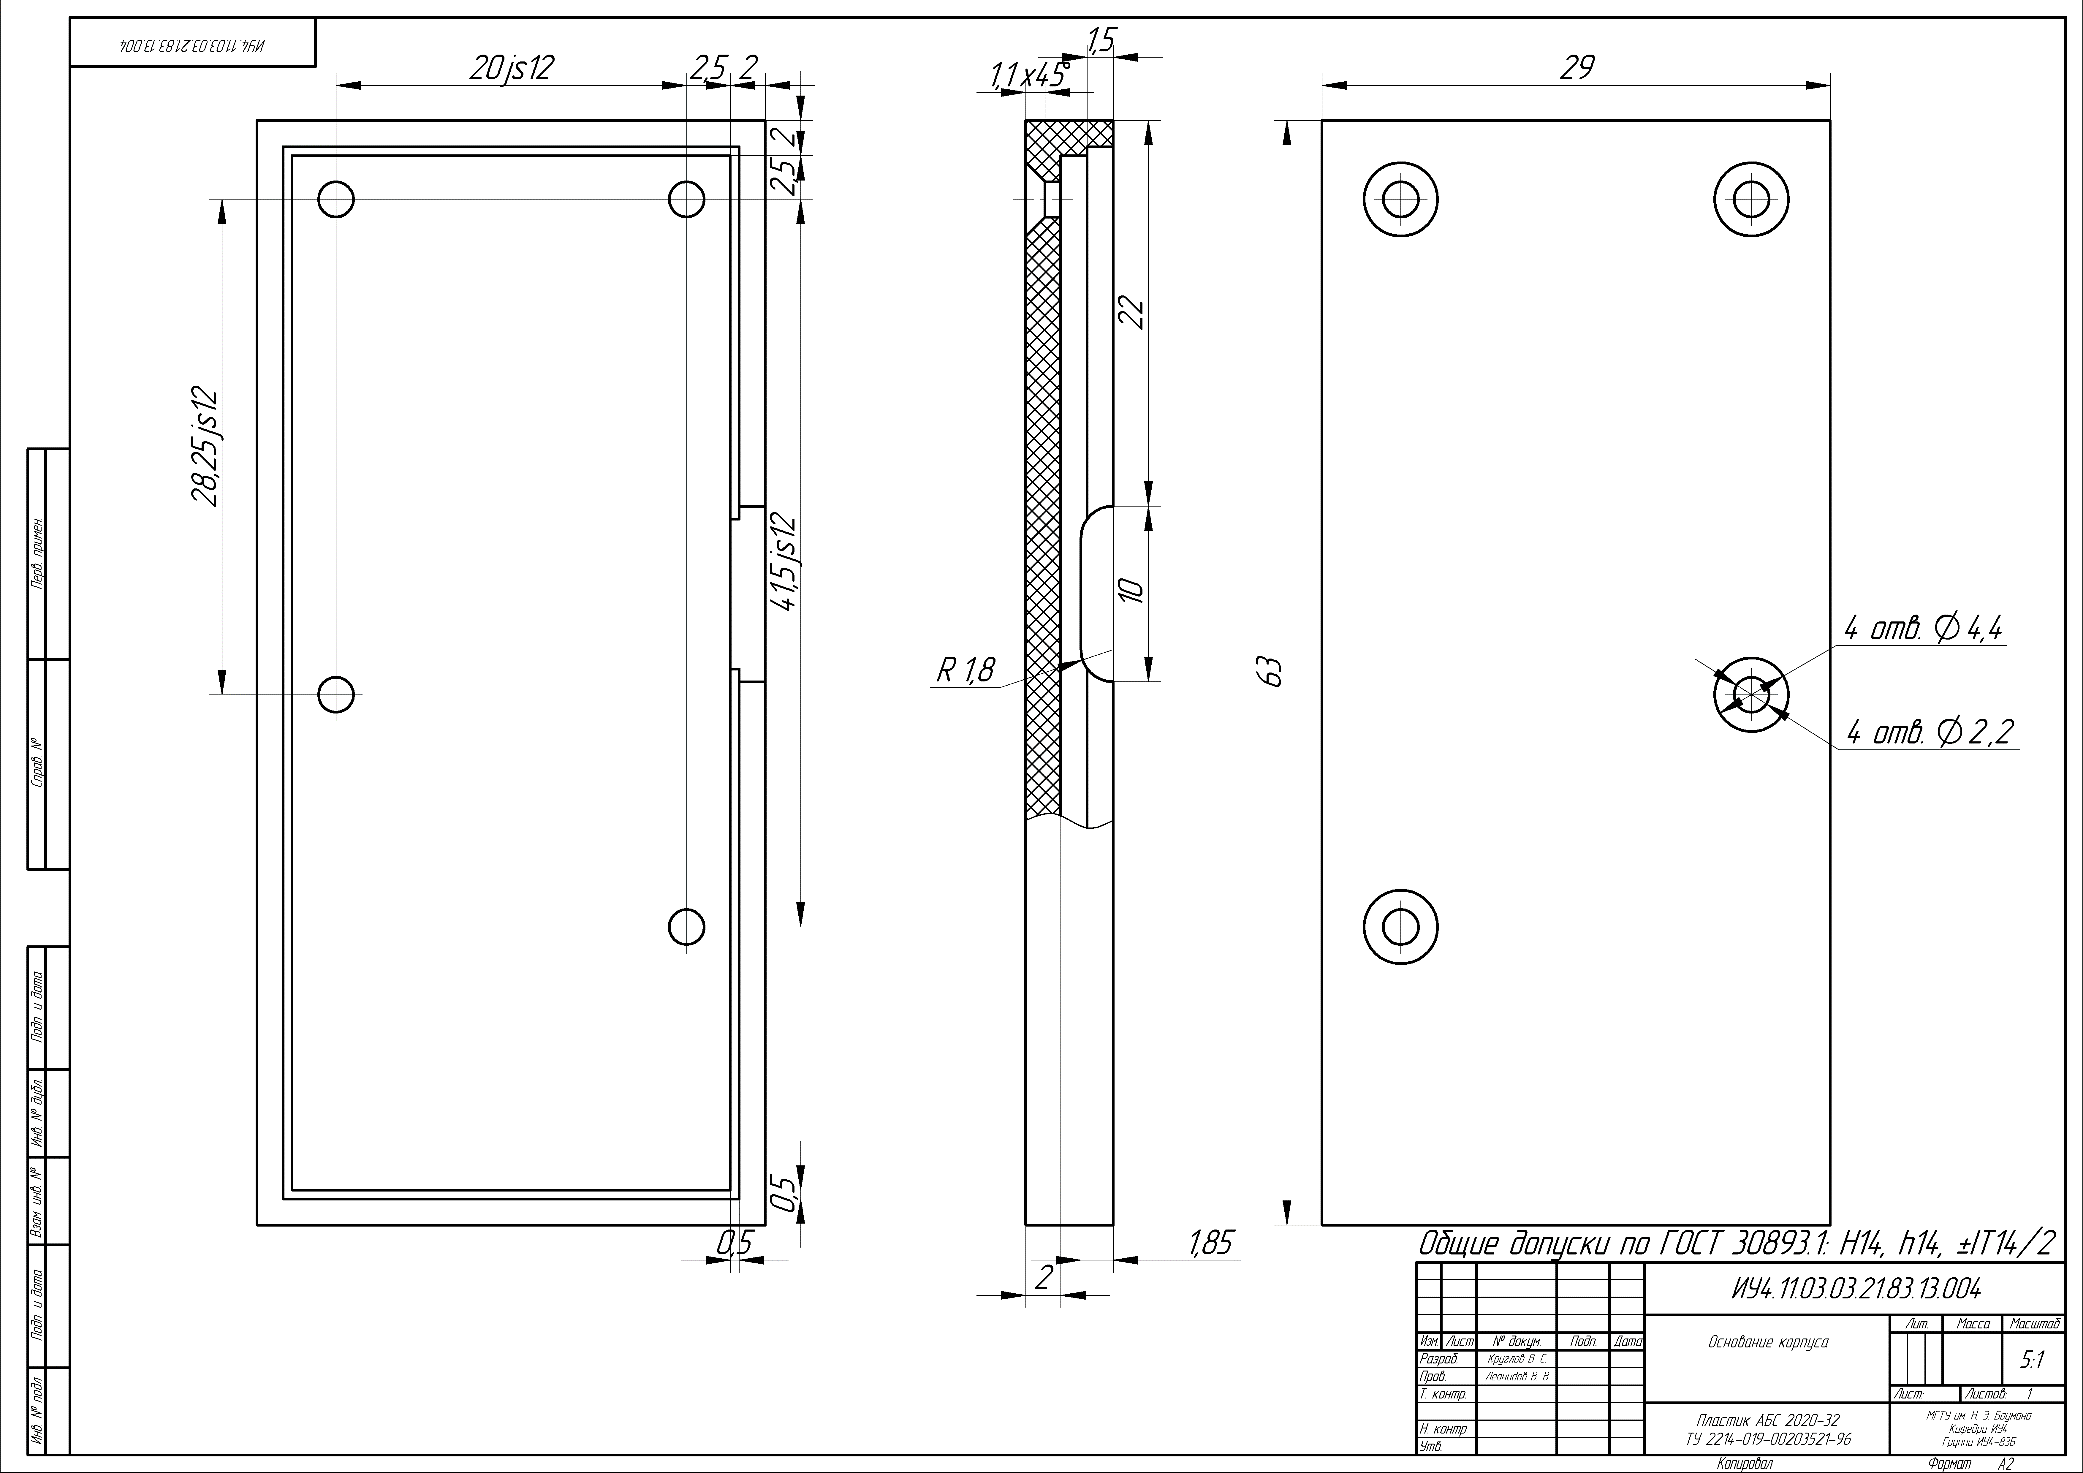 ИУ4.11.03.03.21.83.13.004
20js12
2,5
2
2
2,5
28,25js12
41,5js12
0,5
0,5
1,1x45°
1,5
22
10
R 1,8
2
1,85
29
63
4 отв. ∅4,4
4 отв. ∅2,2
Перв. примен.
Справ. №
Подп. и дата
Инв. № дубл.
Взам. инв. №
Подп. и дата
Инв. № подл.
Общие допуски по ГОСТ 30893.1: H14, h14, ±IT14/2
ИУ4.11.03.03.21.83.13.004
Изм. Лист № докум. Подп. Дата
Разраб. Круглов В. Е.
Пров. Леонидов В. В.
Т. контр.
Н. контр.
Утв.
Основание корпуса
Лит. Масса Масштаб
5:1
Лист Листов 1
Пластик АБС 2020-32
ТУ 2214-019-00203521-96
МГТУ им. Н. Э. Баумана
Кафедра ИУ4
Группа ИУ4-83Б
Копировал
Формат А2